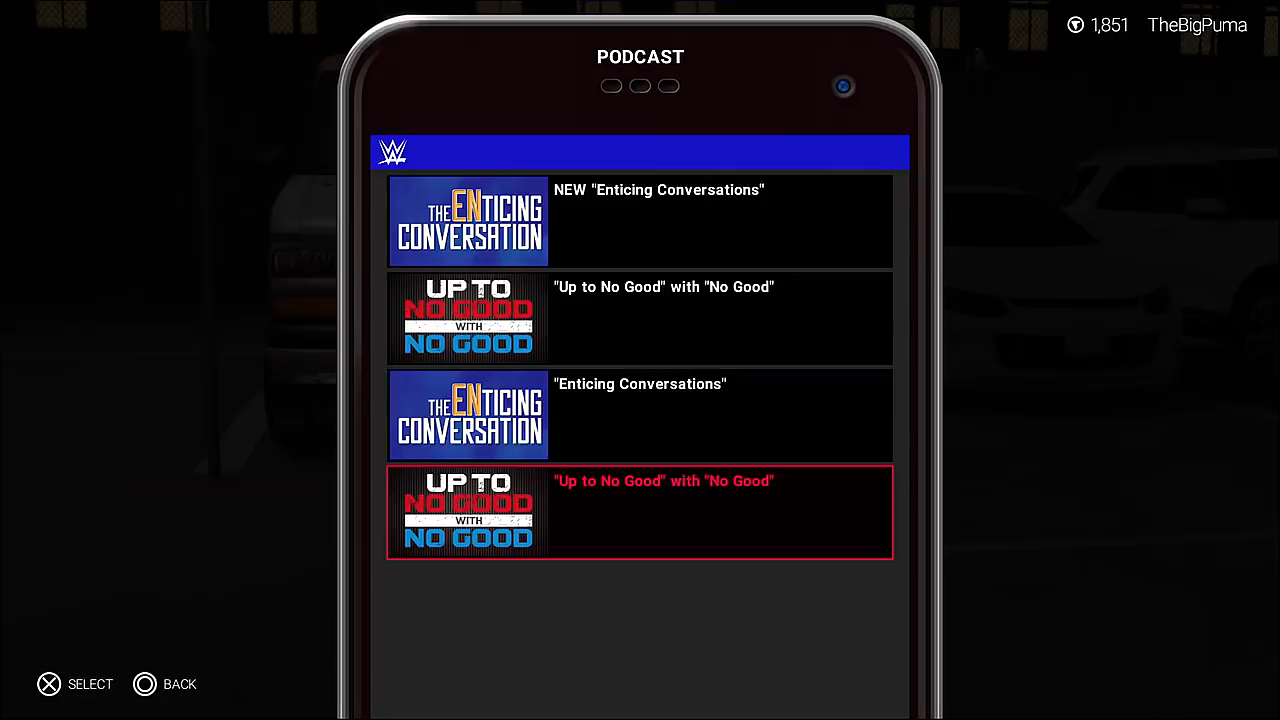 1,851 TheBigPuma
PODCAST
W
THE ENTICING
CONVERSATION
NEW "Enticing Conversations"
UP TO
NO GOOD
WITH
NO GOOD
"Up to No Good" with "No Good"
THE ENTICING
CONVERSATION
"Enticing Conversations"
UP TO
NO GOOD
WITH
NO GOOD
"Up to No Good" with "No Good"
SELECT BACK